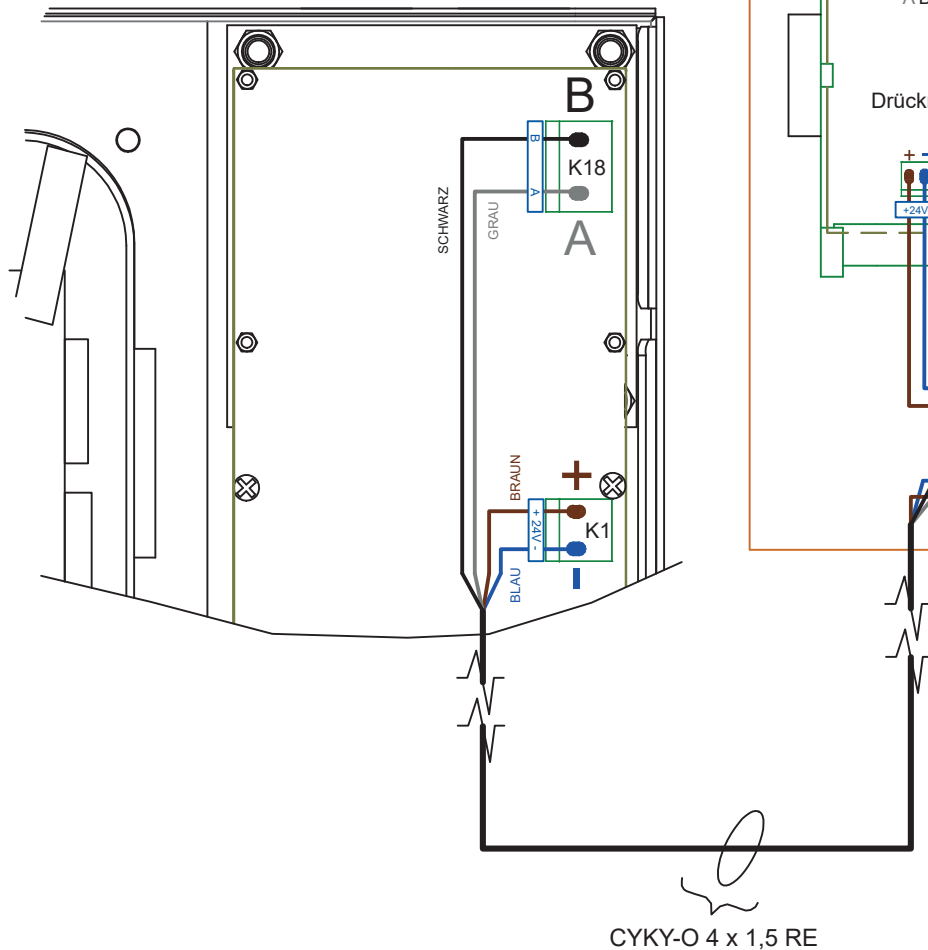 B
B
K18
A
A
SCHWARZ
GRAU
BRAUN
+
+ 24V -
K1
-
BLAU
A
Drück
+ -
+24V
CYKY-O 4 x 1,5 RE